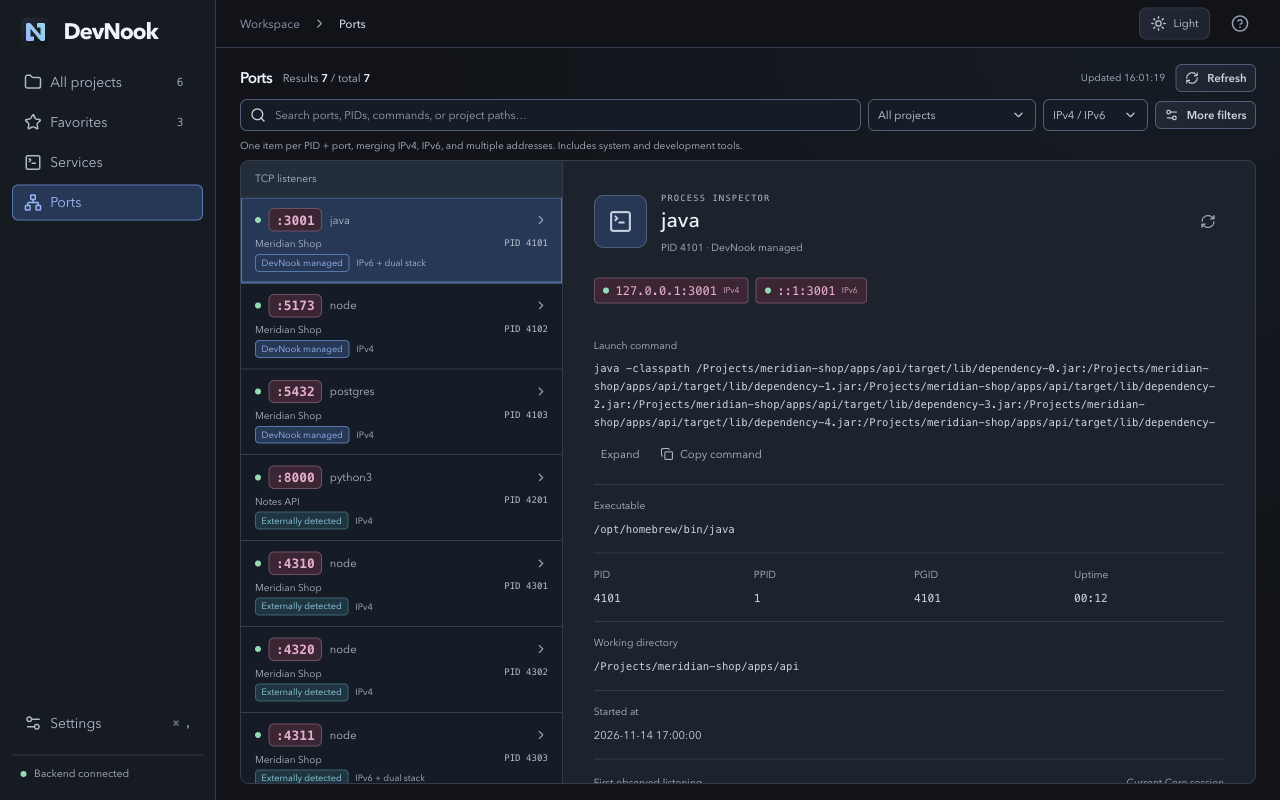 DevNook
All projects 6
Favorites 3
Services
Ports
Settings ⌘ ,
Backend connected
Workspace > Ports
Light
Ports Results 7 / total 7
Updated 16:01:19
Refresh
Search ports, PIDs, commands, or project paths…
All projects
IPv4 / IPv6
More filters
One item per PID + port, merging IPv4, IPv6, and multiple addresses. Includes system and development tools.
TCP listeners
:3001 java
Meridian Shop PID 4101
DevNook managed IPv6 + dual stack
:5173 node
Meridian Shop PID 4102
DevNook managed IPv4
:5432 postgres
Meridian Shop PID 4103
DevNook managed IPv4
:8000 python3
Notes API PID 4201
Externally detected IPv4
:4310 node
Meridian Shop PID 4301
Externally detected IPv4
:4320 node
Meridian Shop PID 4302
Externally detected IPv4
:4311 node
Meridian Shop PID 4303
Externally detected IPv6 + dual stack
PROCESS INSPECTOR
java
PID 4101 · DevNook managed
127.0.0.1:3001 IPv4
::1:3001 IPv6
Launch command
java -classpath /Projects/meridian-shop/apps/api/target/lib/dependency-0.jar:/Projects/meridian-
shop/apps/api/target/lib/dependency-1.jar:/Projects/meridian-shop/apps/api/target/lib/dependency-
2.jar:/Projects/meridian-shop/apps/api/target/lib/dependency-3.jar:/Projects/meridian-
shop/apps/api/target/lib/dependency-4.jar:/Projects/meridian-shop/apps/api/target/lib/dependency-
Expand
Copy command
Executable
/opt/homebrew/bin/java
PID PPID PGID Uptime
4101 1 4101 00:12
Working directory
/Projects/meridian-shop/apps/api
Started at
2026-11-14 17:00:00
First observed listening Current Core session